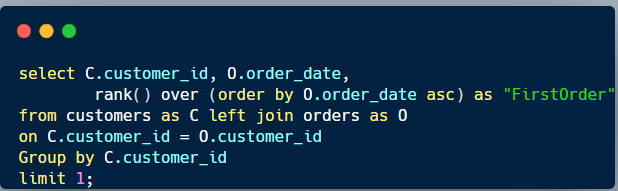 select C.customer_id, O.order_date,
rank() over (order by O.order_date asc) as "FirstOrder"
from customers as C left join orders as O
on C.customer_id = O.customer_id
Group by C.customer_id
limit 1;